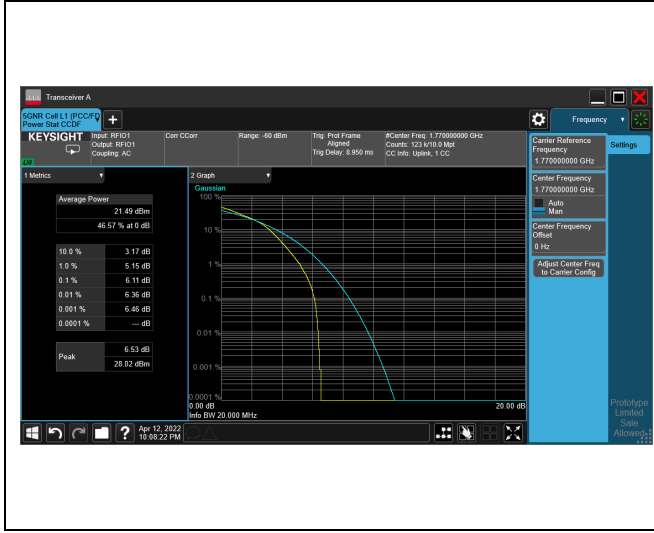 Transceiver A
5GNR Cell L1 (PCC/FD
Power Stat CCDF
Frequency
KEYSIGHT
LVI
Input: RFIO1
Output: RFIO1
Coupling: AC
Corr CCorr
Range: -60 dBm
Trig: Prot Frame
Aligned
Trig Delay: 8.950 ms
#Center Freq: 1.770000000 GHz
Counts: 123 k/10.0 Mpt
CC Info: Uplink, 1 CC
Carrier Reference
Frequency
1.770000000 GHz
Settings
Center Frequency
1.770000000 GHz
Auto
Man
Center Frequency
Offset
0 Hz
Adjust Center Freq
to Carrier Config
1 Metrics
Average Power
21.49 dBm
46.57 % at 0 dB
10.0 % 3.17 dB
1.0 % 5.15 dB
0.1 % 6.11 dB
0.01 % 6.36 dB
0.001 % 6.46 dB
0.0001 % --- dB
Peak
6.53 dB
28.02 dBm
2 Graph
Gaussian
100 %
10 %
1 %
0.1 %
0.01 %
0.001 %
0.0001 %
0.00 dB
20.00 dB
Info BW 20.000 MHz
Apr 12, 2022
10:08:22 PM
Prototype
Limited
Sale
Allowed